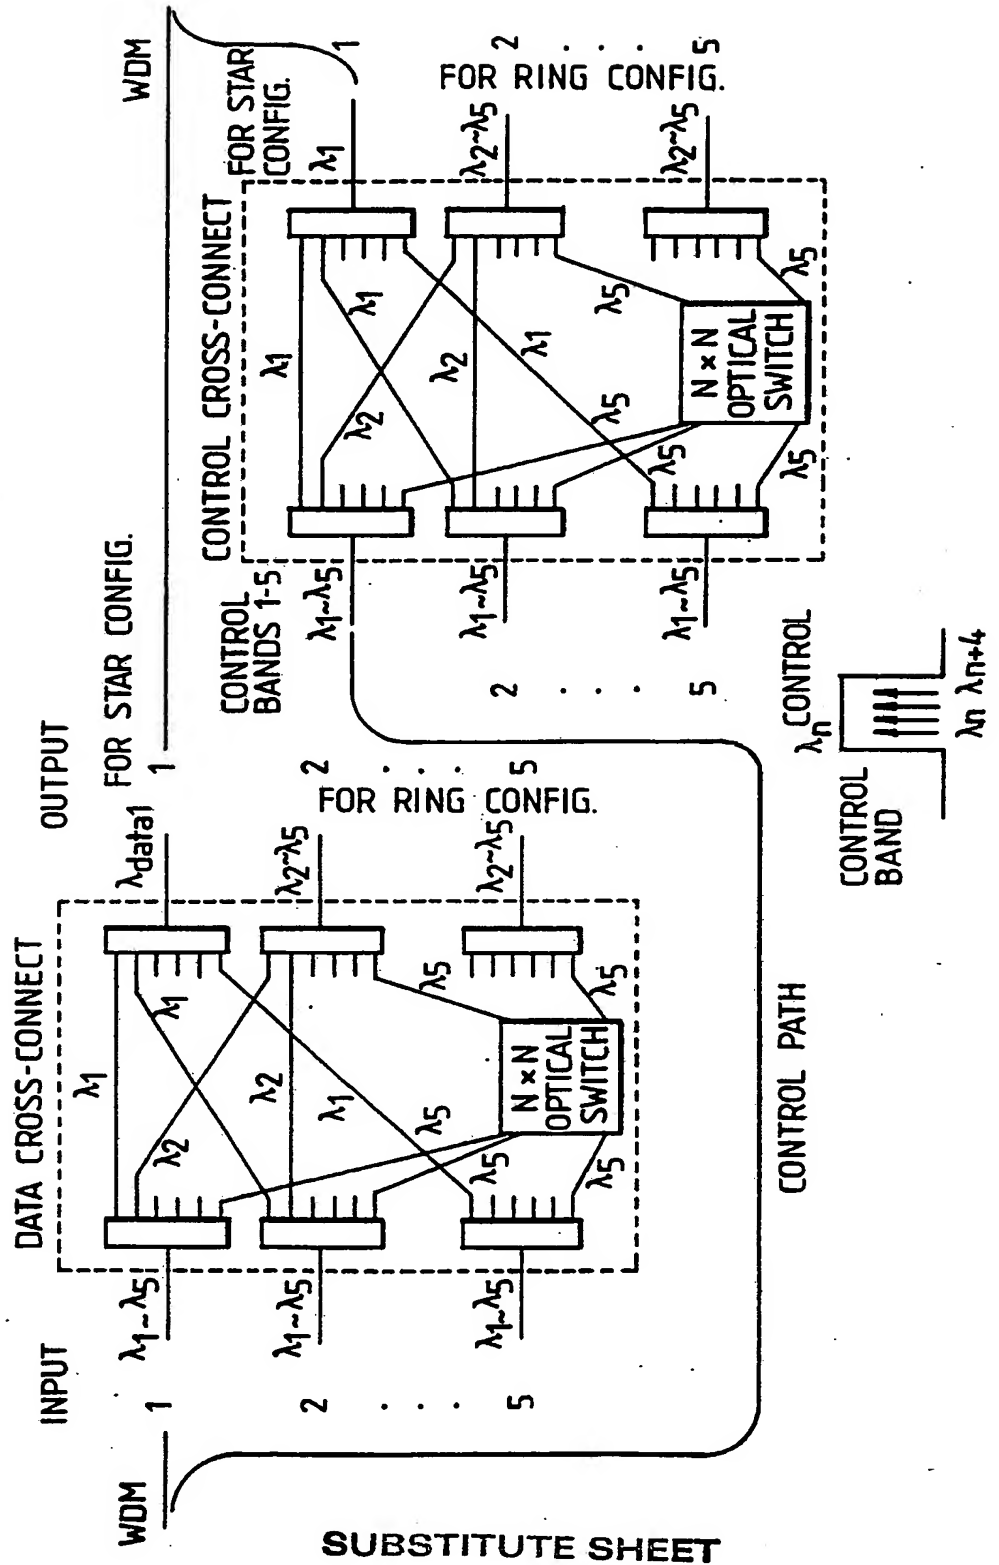 INPUT
OUTPUT
DATA CROSS-CONNECT
WDM
1
λ1~λ5
λ1
λ2
λ1
λdata1
1
FOR STAR CONFIG.
2
λ1~λ5
λ2
λ1
λ2~λ5
2
. . .
. . .
5
λ1~λ5
λ5
λ5
λ5
N × N
OPTICAL
SWITCH
λ5
λ5
λ2~λ5
5
FOR RING CONFIG.
CONTROL PATH
WDM
CONTROL CROSS-CONNECT
CONTROL
BANDS 1-5
λ1~λ5
λ1
λ2
λ1
λ1
FOR STAR
CONFIG.
1
2
λ1~λ5
λ2
λ1
λ2~λ5
2
. . .
. . .
5
λ1~λ5
λ5
λ5
λ5
N × N
OPTICAL
SWITCH
λ5
λ5
λ2~λ5
5
FOR RING CONFIG.
CONTROL
BAND
λn
CONTROL
λn λn+4
SUBSTITUTE SHEET